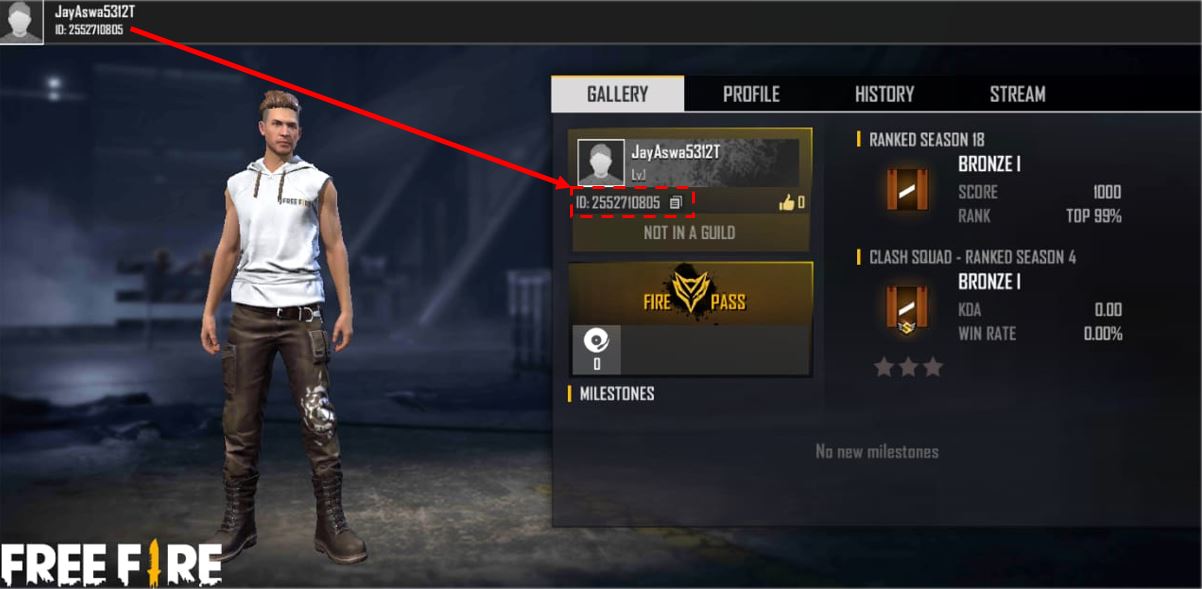 JayAswa5312T
ID: 2552710805
GALLERY PROFILE HISTORY STREAM
JayAswa5312T
Lv.1
ID: 2552710805
0
NOT IN A GUILD
FIRE PASS
0
MILESTONES
No new milestones
RANKED SEASON 18
BRONZE I
SCORE 1000
RANK TOP 99%
CLASH SQUAD - RANKED SEASON 4
BRONZE I
KDA 0.00
WIN RATE 0.00%
FREE FIRE
FREE FIRE